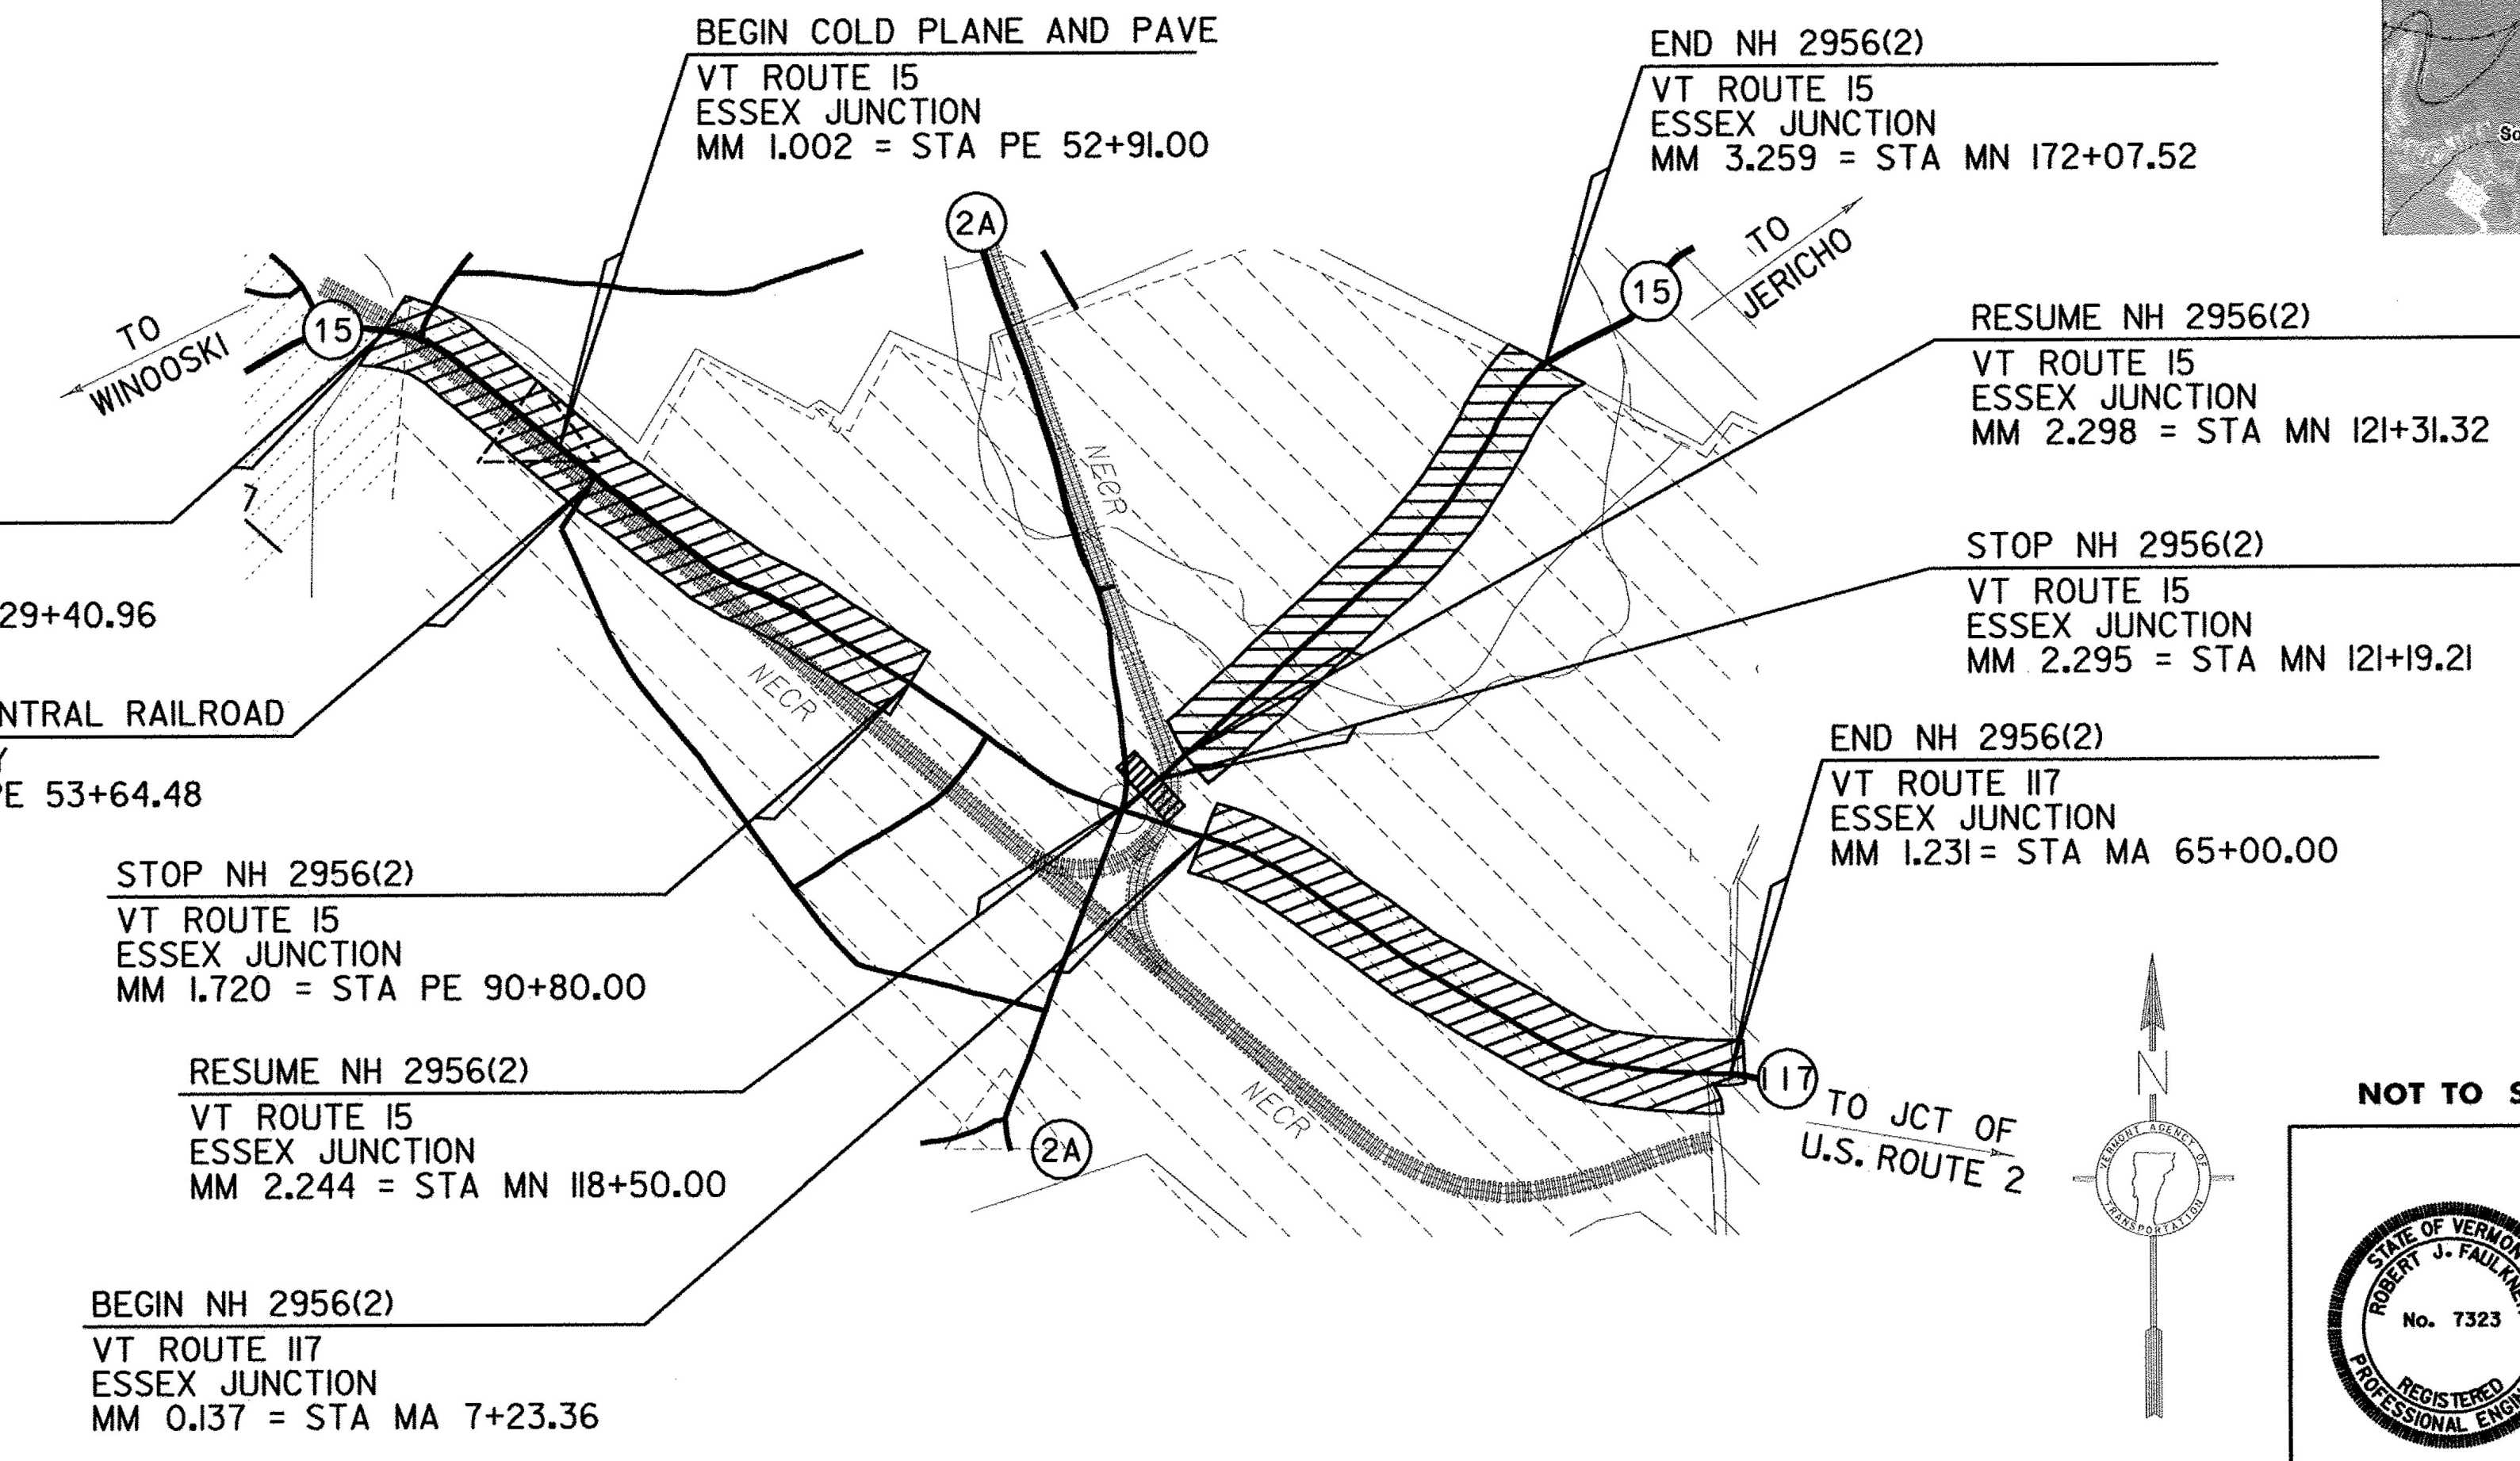 BEGIN COLD PLANE AND PAVE
VT ROUTE 15
ESSEX JUNCTION
MM 1.002 = STA PE 52+91.00
END NH 2956(2)
VT ROUTE 15
ESSEX JUNCTION
MM 3.259 = STA MN 172+07.52
2A
15
TO
JERICHO
15
TO
WINOOSKI
RESUME NH 2956(2)
VT ROUTE 15
ESSEX JUNCTION
MM 2.298 = STA MN 121+31.32
NECR
STOP NH 2956(2)
VT ROUTE 15
ESSEX JUNCTION
MM 2.295 = STA MN 121+19.21
29+40.96
NECR
NTRAL RAILROAD
Y
PE 53+64.48
END NH 2956(2)
VT ROUTE 117
ESSEX JUNCTION
MM 1.231= STA MA 65+00.00
STOP NH 2956(2)
VT ROUTE 15
ESSEX JUNCTION
MM 1.720 = STA PE 90+80.00
RESUME NH 2956(2)
VT ROUTE 15
ESSEX JUNCTION
MM 2.244 = STA MN 118+50.00
NECR
2A
117
TO JCT OF
U.S. ROUTE 2
N
VERMONT AGENCY OF
TRANSPORTATION
NOT TO S
BEGIN NH 2956(2)
VT ROUTE 117
ESSEX JUNCTION
MM 0.137 = STA MA 7+23.36
STATE OF VERMON
ROBERT J. FAULKNE
No. 7323
REGISTERED
PROFESSIONAL ENGIN